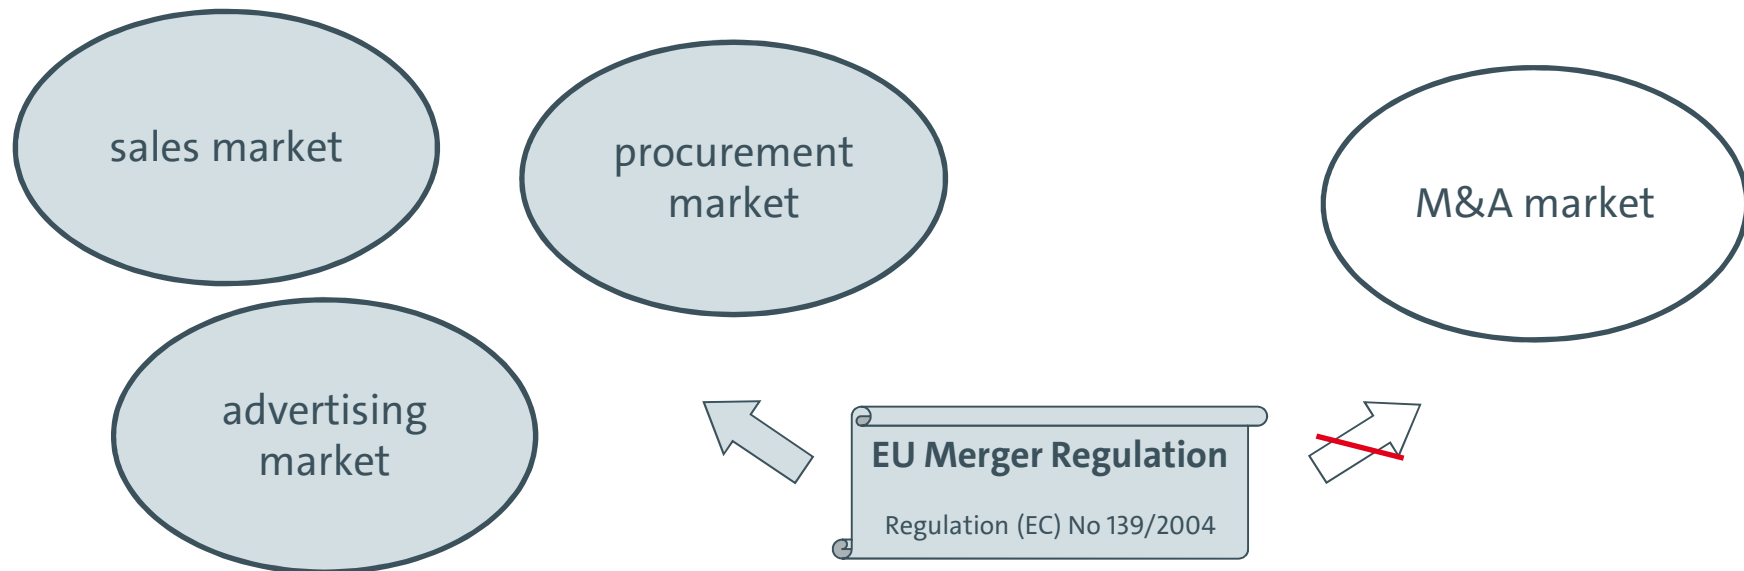 sales market
procurement
market
M&A market
advertising
market
EU Merger Regulation
Regulation (EC) No 139/2004